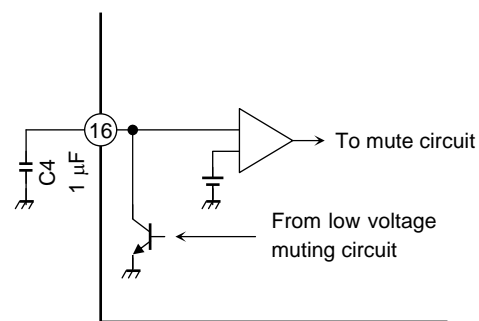 16
To mute circuit
C4
1 μF
From low voltage
muting circuit